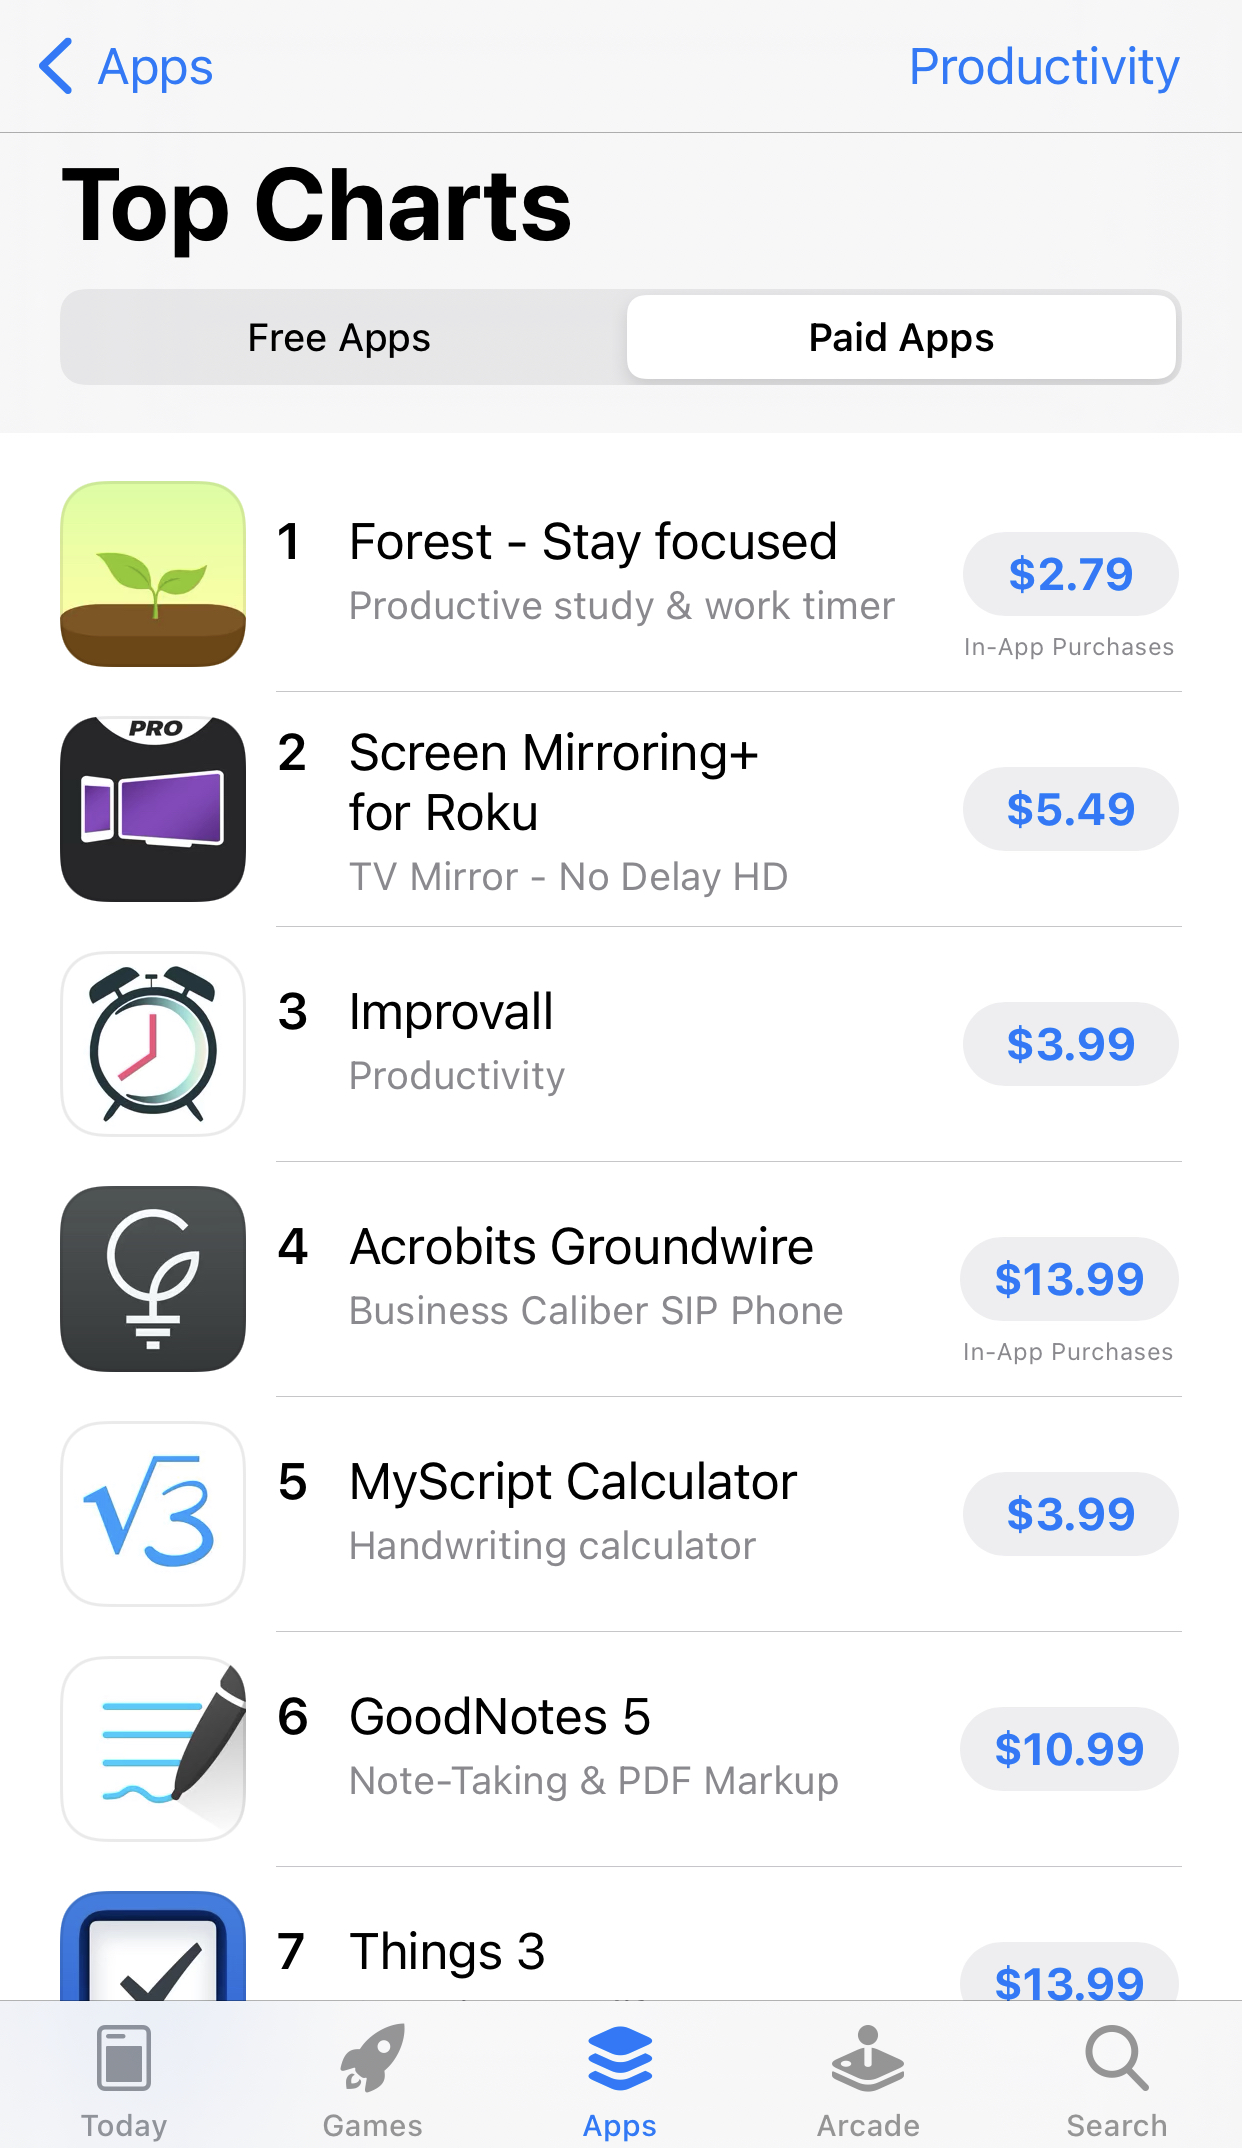 Apps
Productivity
Top Charts
Free Apps
Paid Apps
1 Forest - Stay focused
Productive study & work timer
$2.79
In-App Purchases
PRO
2 Screen Mirroring+
for Roku
TV Mirror - No Delay HD
$5.49
3 Improvall
Productivity
$3.99
4 Acrobits Groundwire
Business Caliber SIP Phone
$13.99
In-App Purchases
√3
5 MyScript Calculator
Handwriting calculator
$3.99
6 GoodNotes 5
Note-Taking & PDF Markup
$10.99
7 Things 3
$13.99
Today
Games
Apps
Arcade
Search